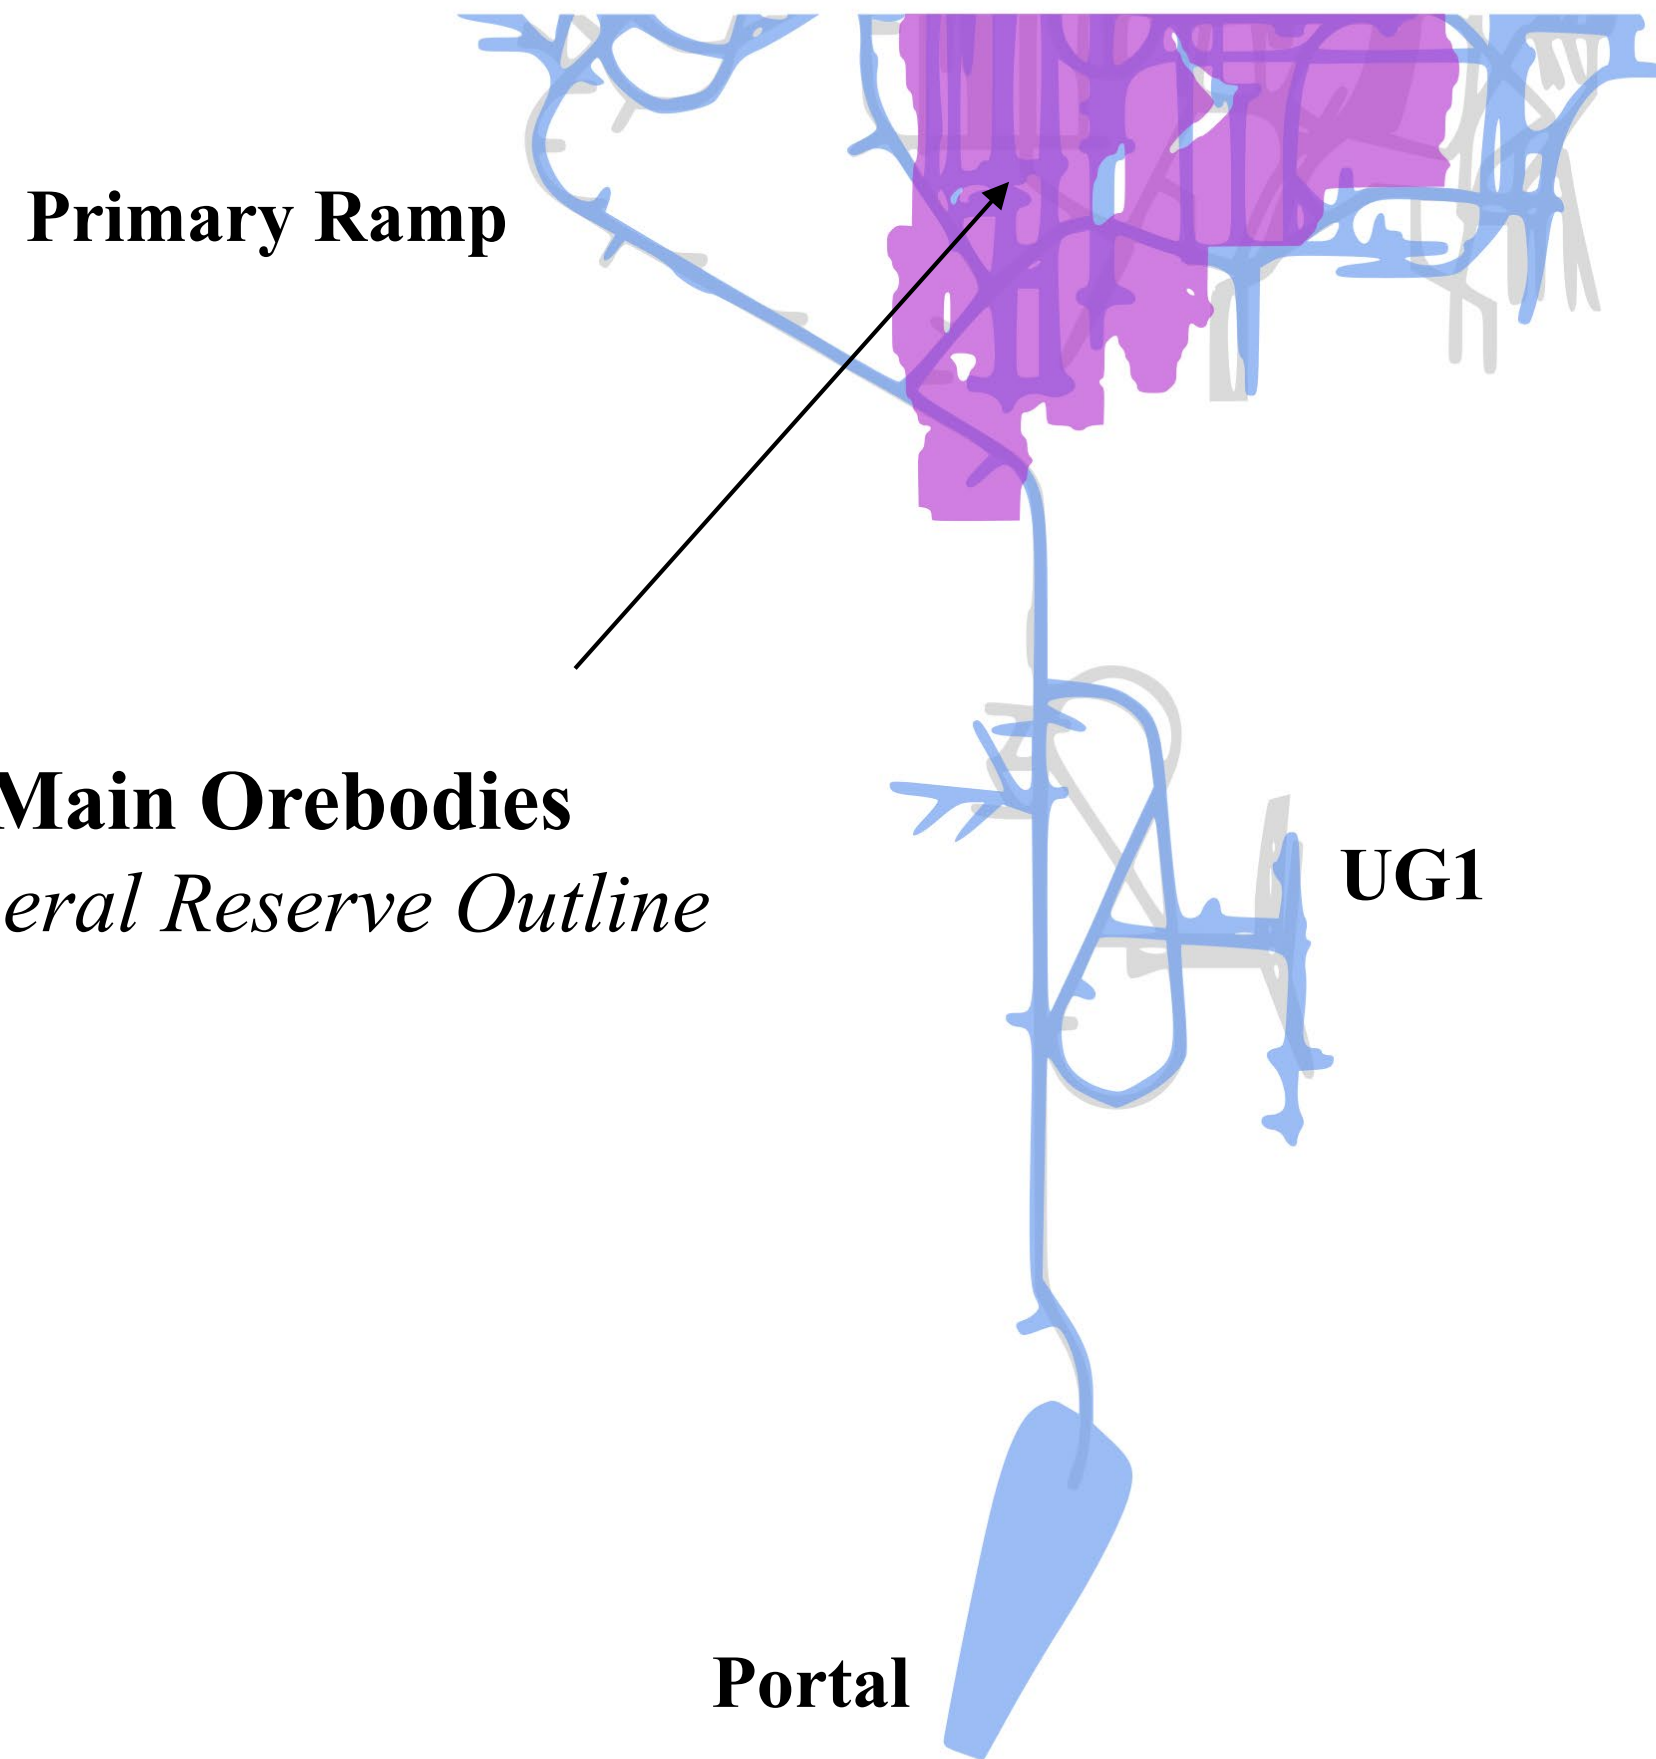 Primary Ramp
Main Orebodies
eral Reserve Outline
UG1
Portal